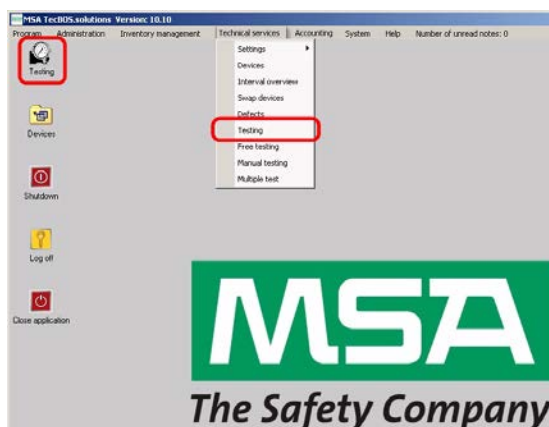 MSA TecBOS.solutions Version: 10.10
Program Administration Inventory management Technical services Accounting System Help Number of unread notes: 0
Testing
Devices
Shutdown
Log off
Close application
Settings
Devices
Interval overview
Swap devices
Defects
Testing
Free testing
Manual testing
Multiple test
MSA
The Safety Company